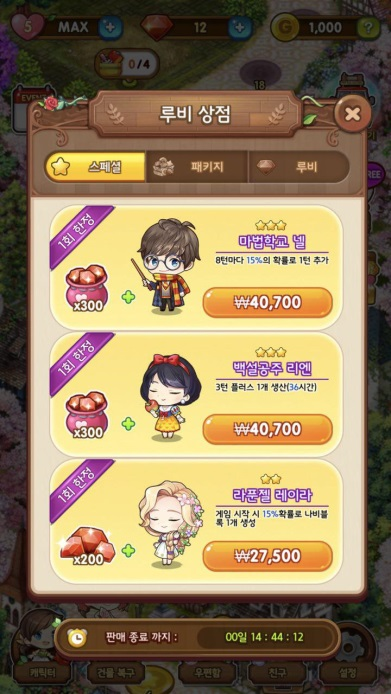 5 MAX 12 G 1,000 ?
EVENT
0/4
18
루비 상점
스페셜 패키지 루비
FREE
1회 한정
마법학교 넬
8턴마다 15%의 확률로 1턴 추가
x300
₩40,700
1회 한정
백설공주 리엔
3턴 플러스 1개 생산(36시간)
x300
₩40,700
1회 한정
라푼젤 레이라
게임 시작 시 15%확률로 나비블
록 1개 생성
x200
₩27,500
판매 종료 까지 : 00일 14 : 44 : 12
캐릭터 건물 복구 우편함 친구 설정